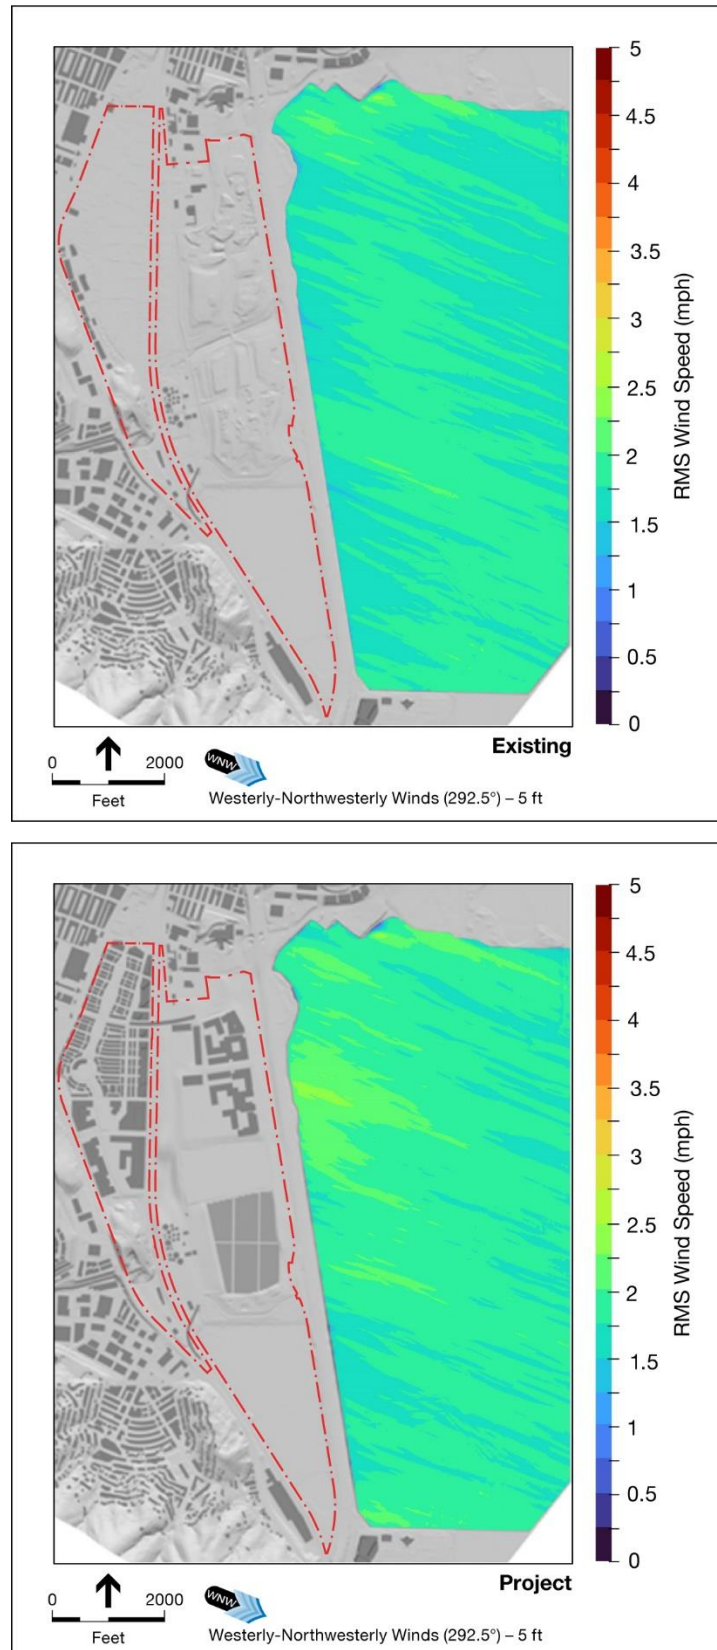 5
4.5
4
3.5
3
2.5
2
1.5
1
0.5
0
RMS Wind Speed (mph)
Existing
0 2000
Feet
WNW
Westerly-Northwesterly Winds (292.5°) – 5 ft
5
4.5
4
3.5
3
2.5
2
1.5
1
0.5
0
RMS Wind Speed (mph)
Project
0 2000
Feet
WNW
Westerly-Northwesterly Winds (292.5°) – 5 ft